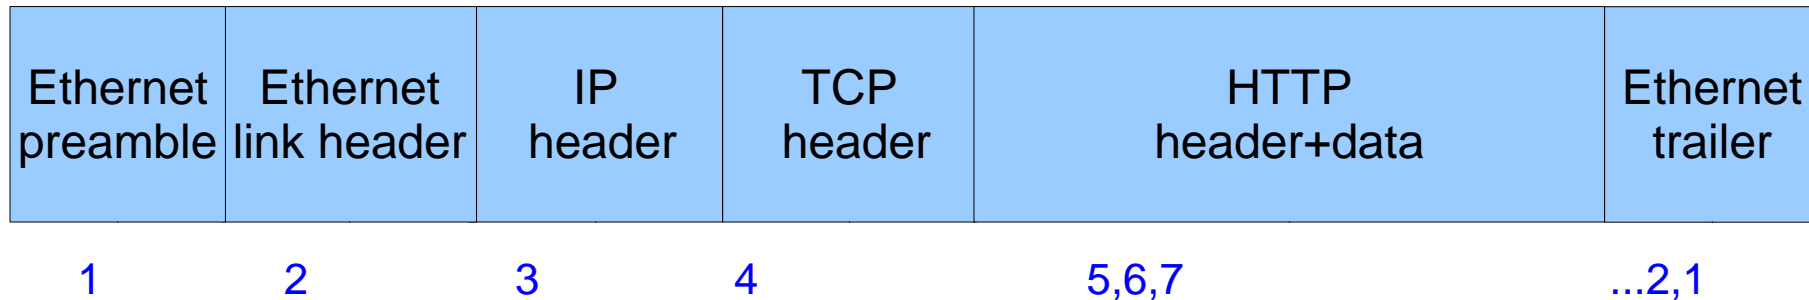 Ethernet preamble
Ethernet link header
IP header
TCP header
HTTP header+data
Ethernet trailer
1 2 3 4 5,6,7 ...2,1